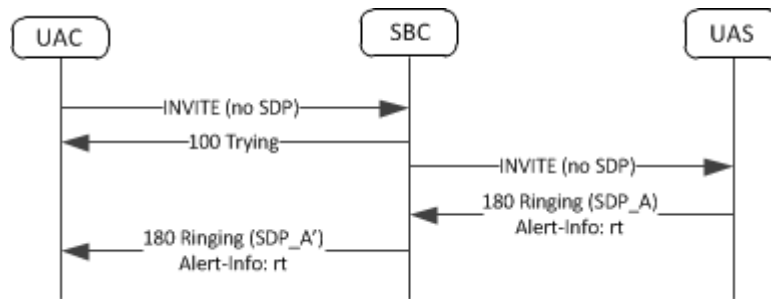 UAC
SBC
UAS
INVITE (no SDP)
100 Trying
INVITE (no SDP)
180 Ringing (SDP_A)
Alert-Info: rt
180 Ringing (SDP_A’)
Alert-Info: rt